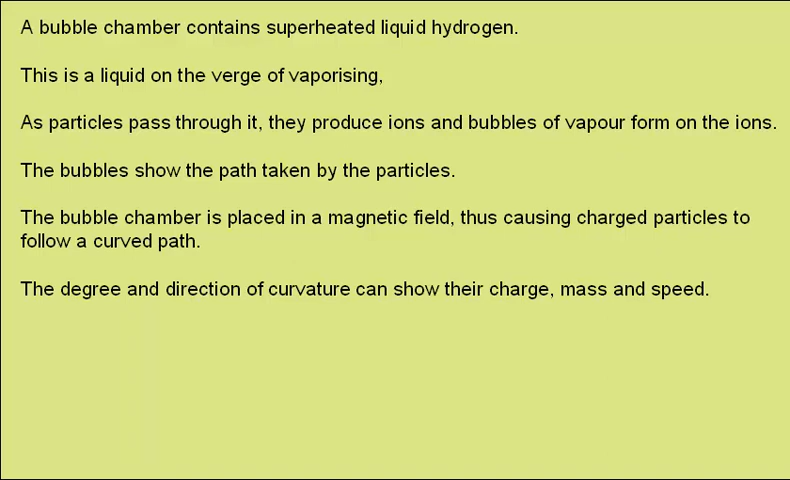 A bubble chamber contains superheated liquid hydrogen.
This is a liquid on the verge of vaporising,
As particles pass through it, they produce ions and bubbles of vapour form on the ions.
The bubbles show the path taken by the particles.
The bubble chamber is placed in a magnetic field, thus causing charged particles to
follow a curved path.
The degree and direction of curvature can show their charge, mass and speed.